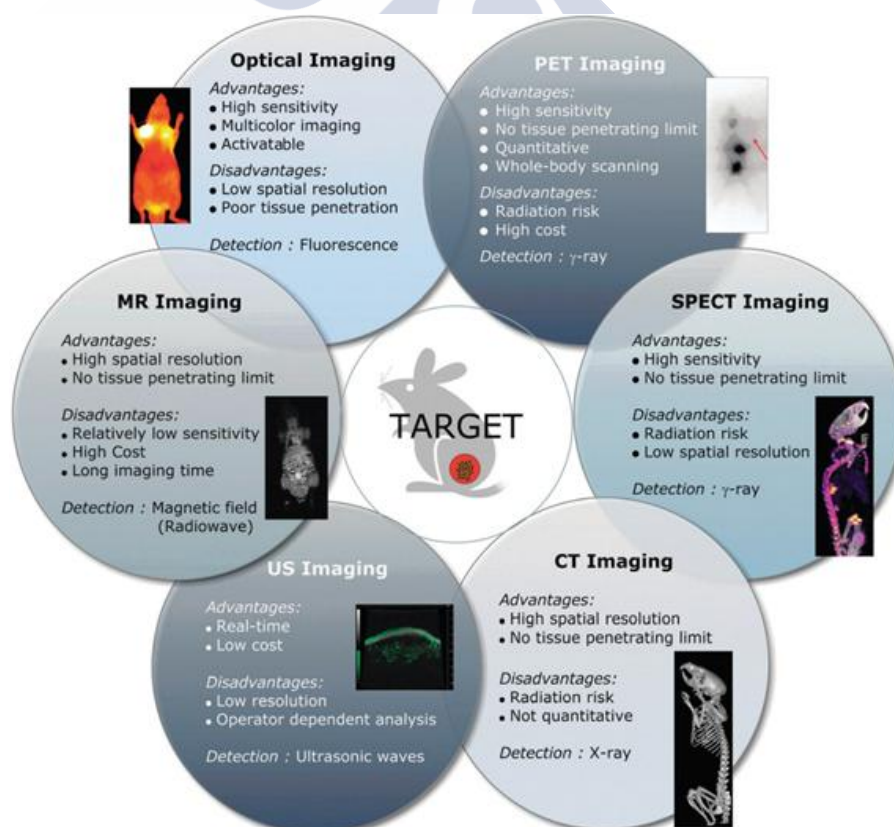 Optical Imaging
Advantages:
• High sensitivity
• Multicolor imaging
• Activatable
Disadvantages:
• Low spatial resolution
• Poor tissue penetration
Detection : Fluorescence
PET Imaging
Advantages:
• High sensitivity
• No tissue penetrating limit
• Quantitative
• Whole-body scanning
Disadvantages:
• Radiation risk
• High cost
Detection : γ-ray
MR Imaging
Advantages:
• High spatial resolution
• No tissue penetrating limit
Disadvantages:
• Relatively low sensitivity
• High Cost
• Long imaging time
Detection : Magnetic field
(Radiowave)
TARGET
SPECT Imaging
Advantages:
• High sensitivity
• No tissue penetrating limit
Disadvantages:
• Radiation risk
• Low spatial resolution
Detection : γ-ray
US Imaging
Advantages:
• Real-time
• Low cost
Disadvantages:
• Low resolution
• Operator dependent analysis
Detection : Ultrasonic waves
CT Imaging
Advantages:
• High spatial resolution
• No tissue penetrating limit
Disadvantages:
• Radiation risk
• Not quantitative
Detection : X-ray